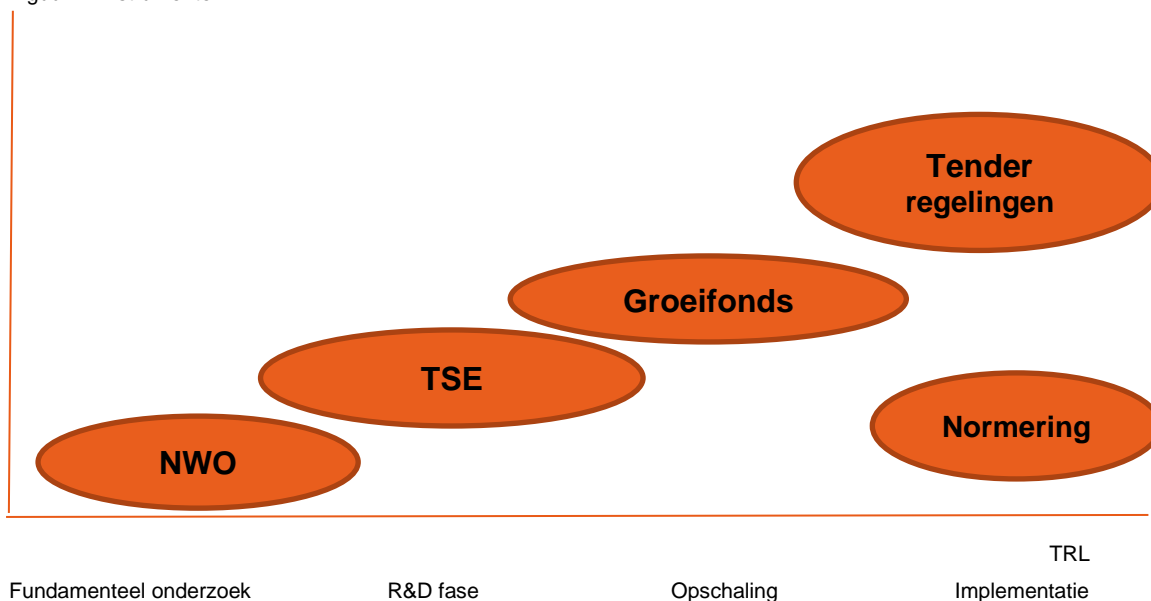 Tender
regelingen
Groeifonds
TSE
Normering
NWO
TRL
Fundamenteel onderzoek R&D fase Opschaling Implementatie